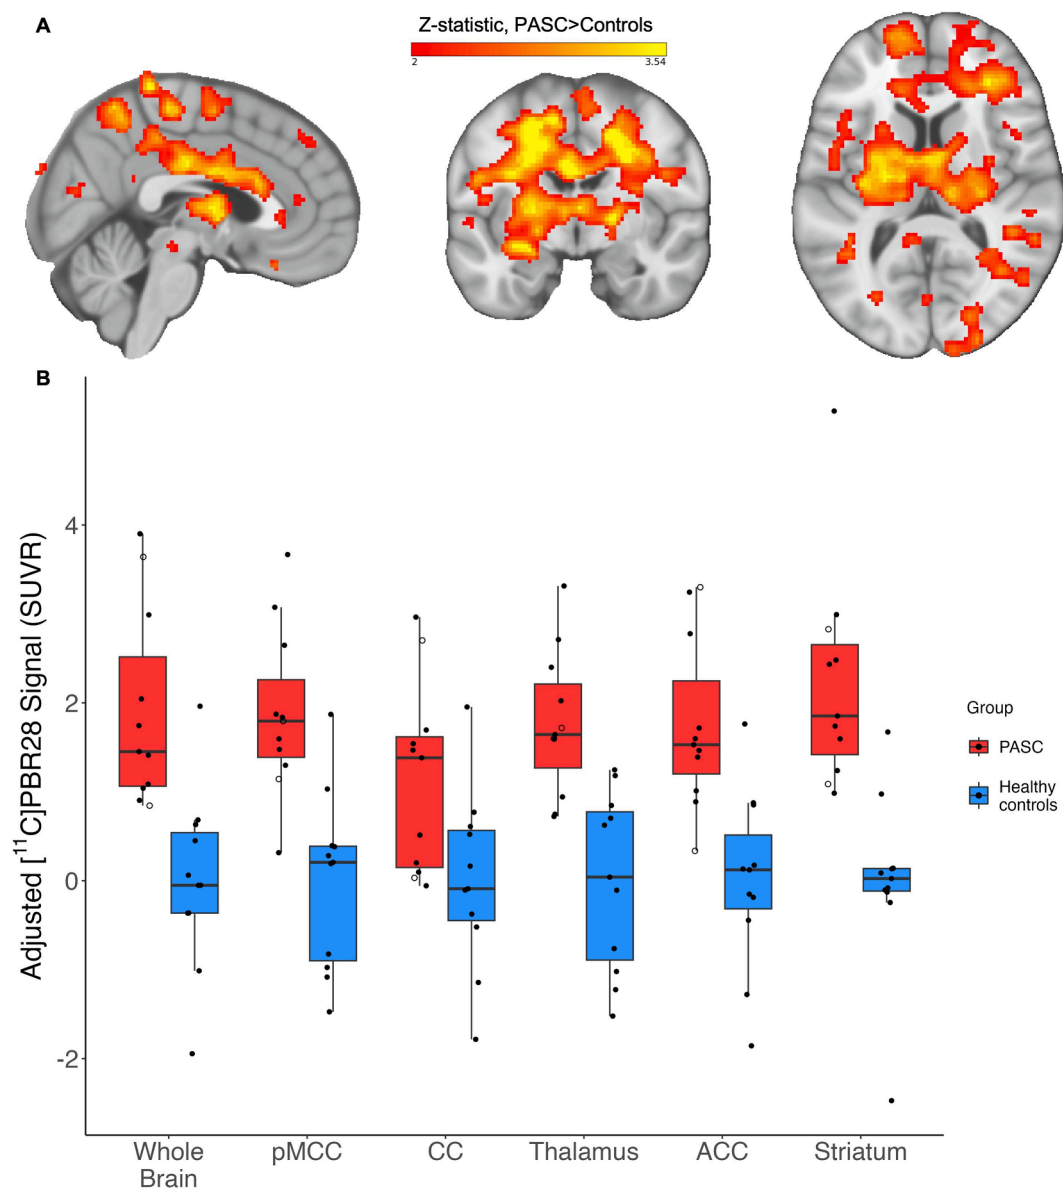 A
Z-statistic, PASC>Controls
2
3.54
B
Adjusted [¹¹C]PBR28 Signal (SUVR)
4
2
0
-2
Whole
Brain
pMCC
CC
Thalamus
ACC
Striatum
Group
PASC
Healthy
controls